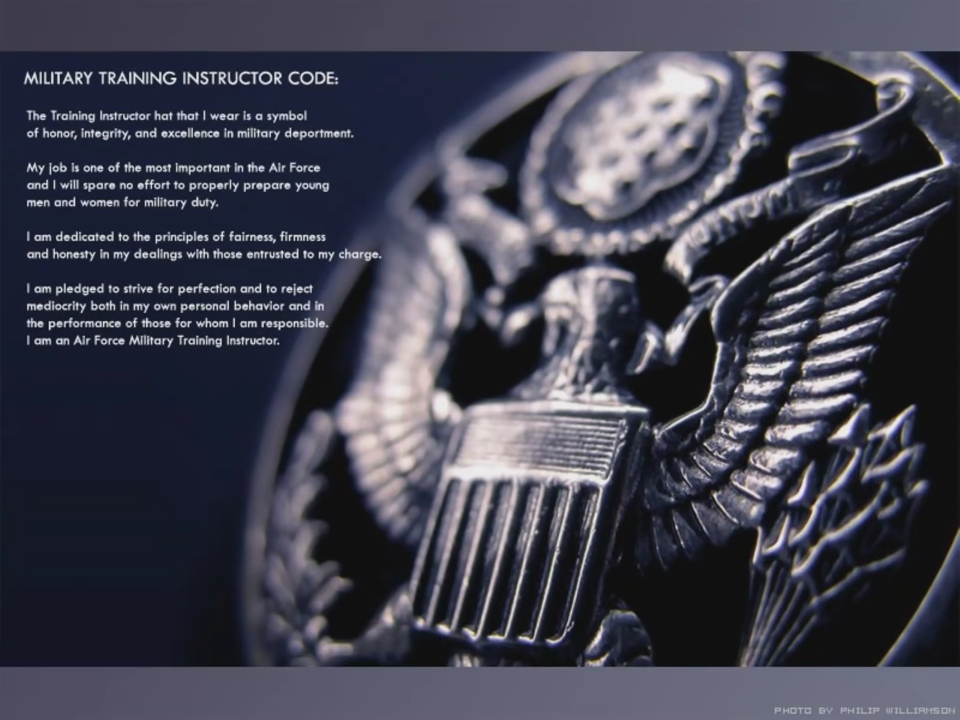 MILITARY TRAINING INSTRUCTOR CODE:
The Training Instructor hat that I wear is a symbol
of honor, integrity, and excellence in military deportment.
My job is one of the most important in the Air Force
and I will spare no effort to properly prepare young
men and women for military duty.
I am dedicated to the principles of fairness, firmness
and honesty in my dealings with those entrusted to my charge.
I am pledged to strive for perfection and to reject
mediocrity both in my own personal behavior and in
the performance of those for whom I am responsible.
I am an Air Force Military Training Instructor.
PHOTO BY PHILIP WILLIAMSON